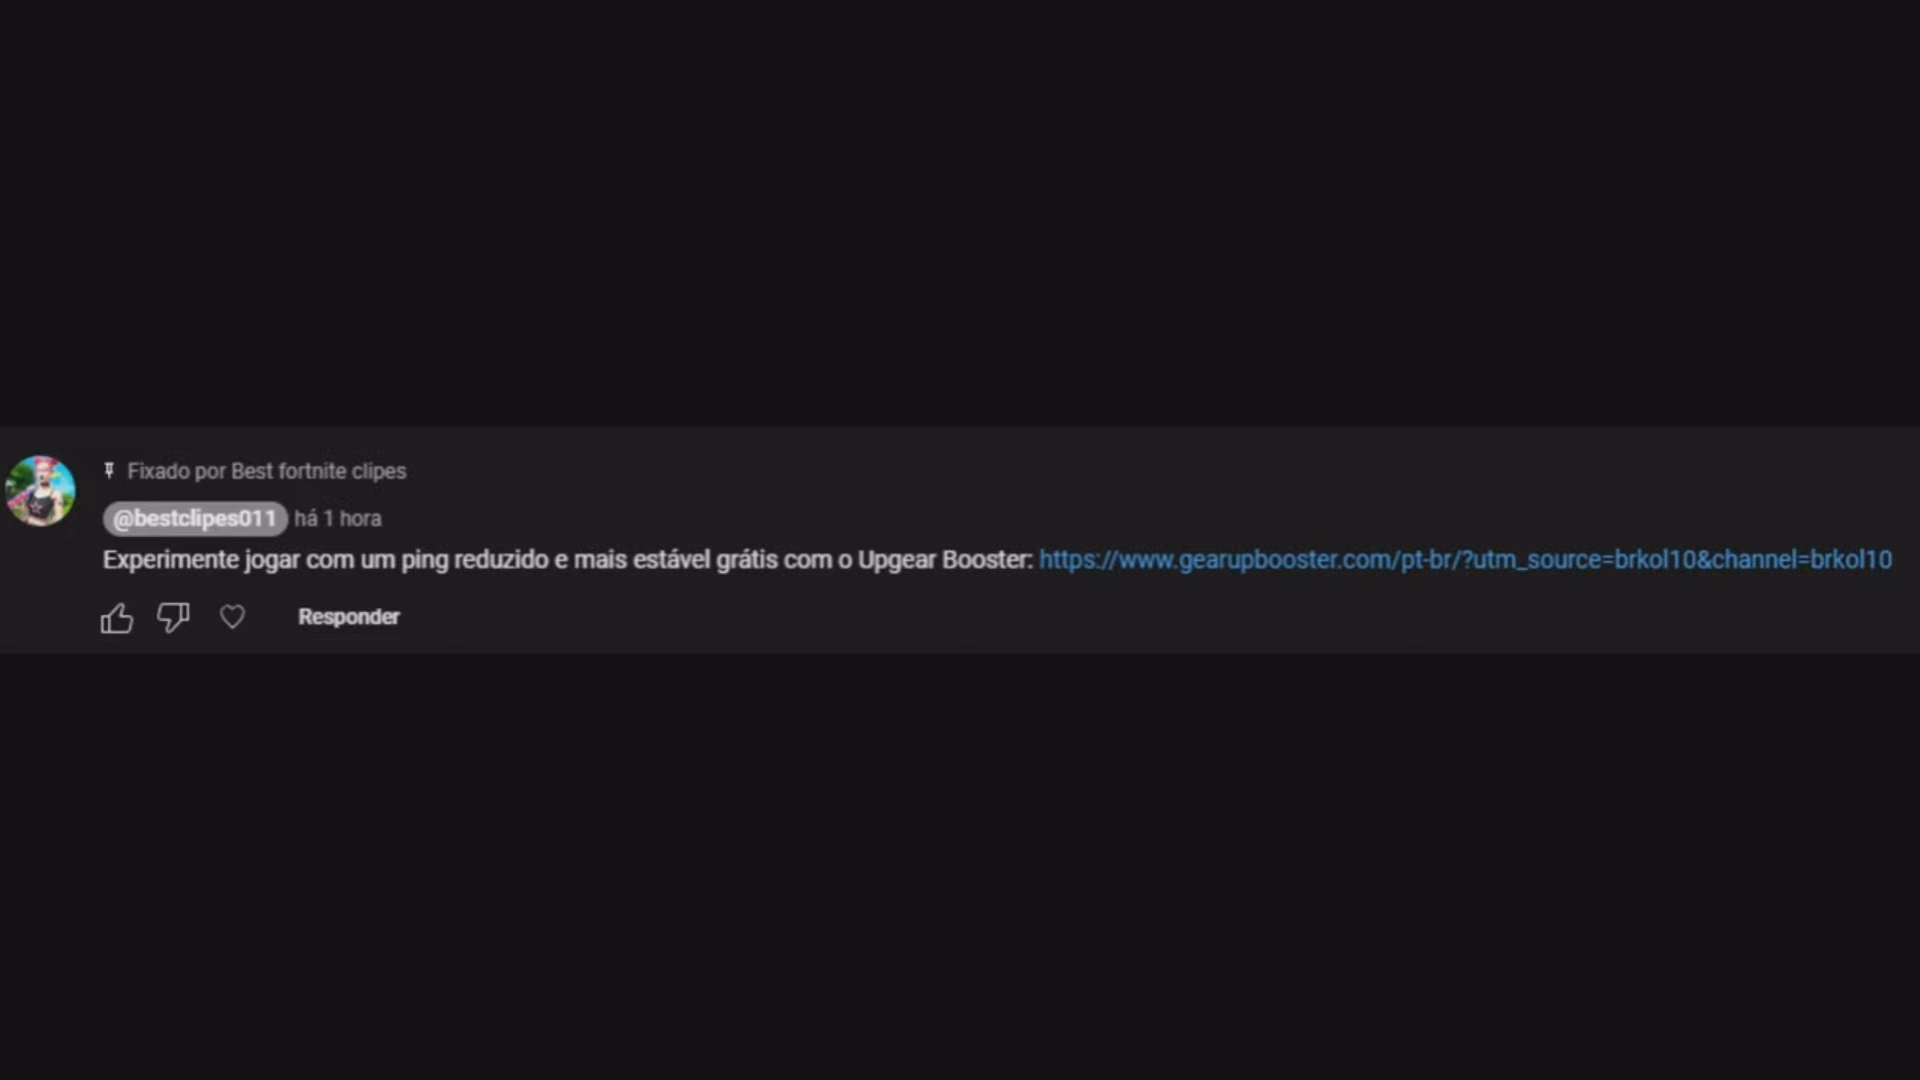 Fixado por Best fortnite clipes
@bestclipes011 há 1 hora
Experimente jogar com um ping reduzido e mais estável grátis com o Upgear Booster: https://www.gearupbooster.com/pt-br/?utm_source=brkol10&channel=brkol10
Responder